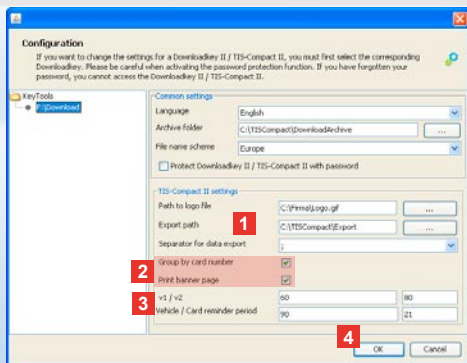 Configuration
If you want to change the settings for a Downloadkey II / TIS-Compact II, you must first select the corresponding
Downloadkey. Please be careful when activating the password protection function. If you have forgotten your
password, you cannot access the Downloadkey II / TIS-Compact II.
KeyTools
F:\Download
Common settings
Language English
Archive folder C:\TISCompact\DownloadArchive ...
File name scheme Europe
Protect Downloadkey II / TIS-Compact II with password
TIS-Compact II settings
Path to logo file C:\Firma\Logo.gif ...
1
Export path C:\TISCompact\Export ...
Separator for data export ;
2
Group by card number
Print banner page
3
v1 / v2 60 80
Vehicle / Card reminder period 90 21
4
OK Cancel